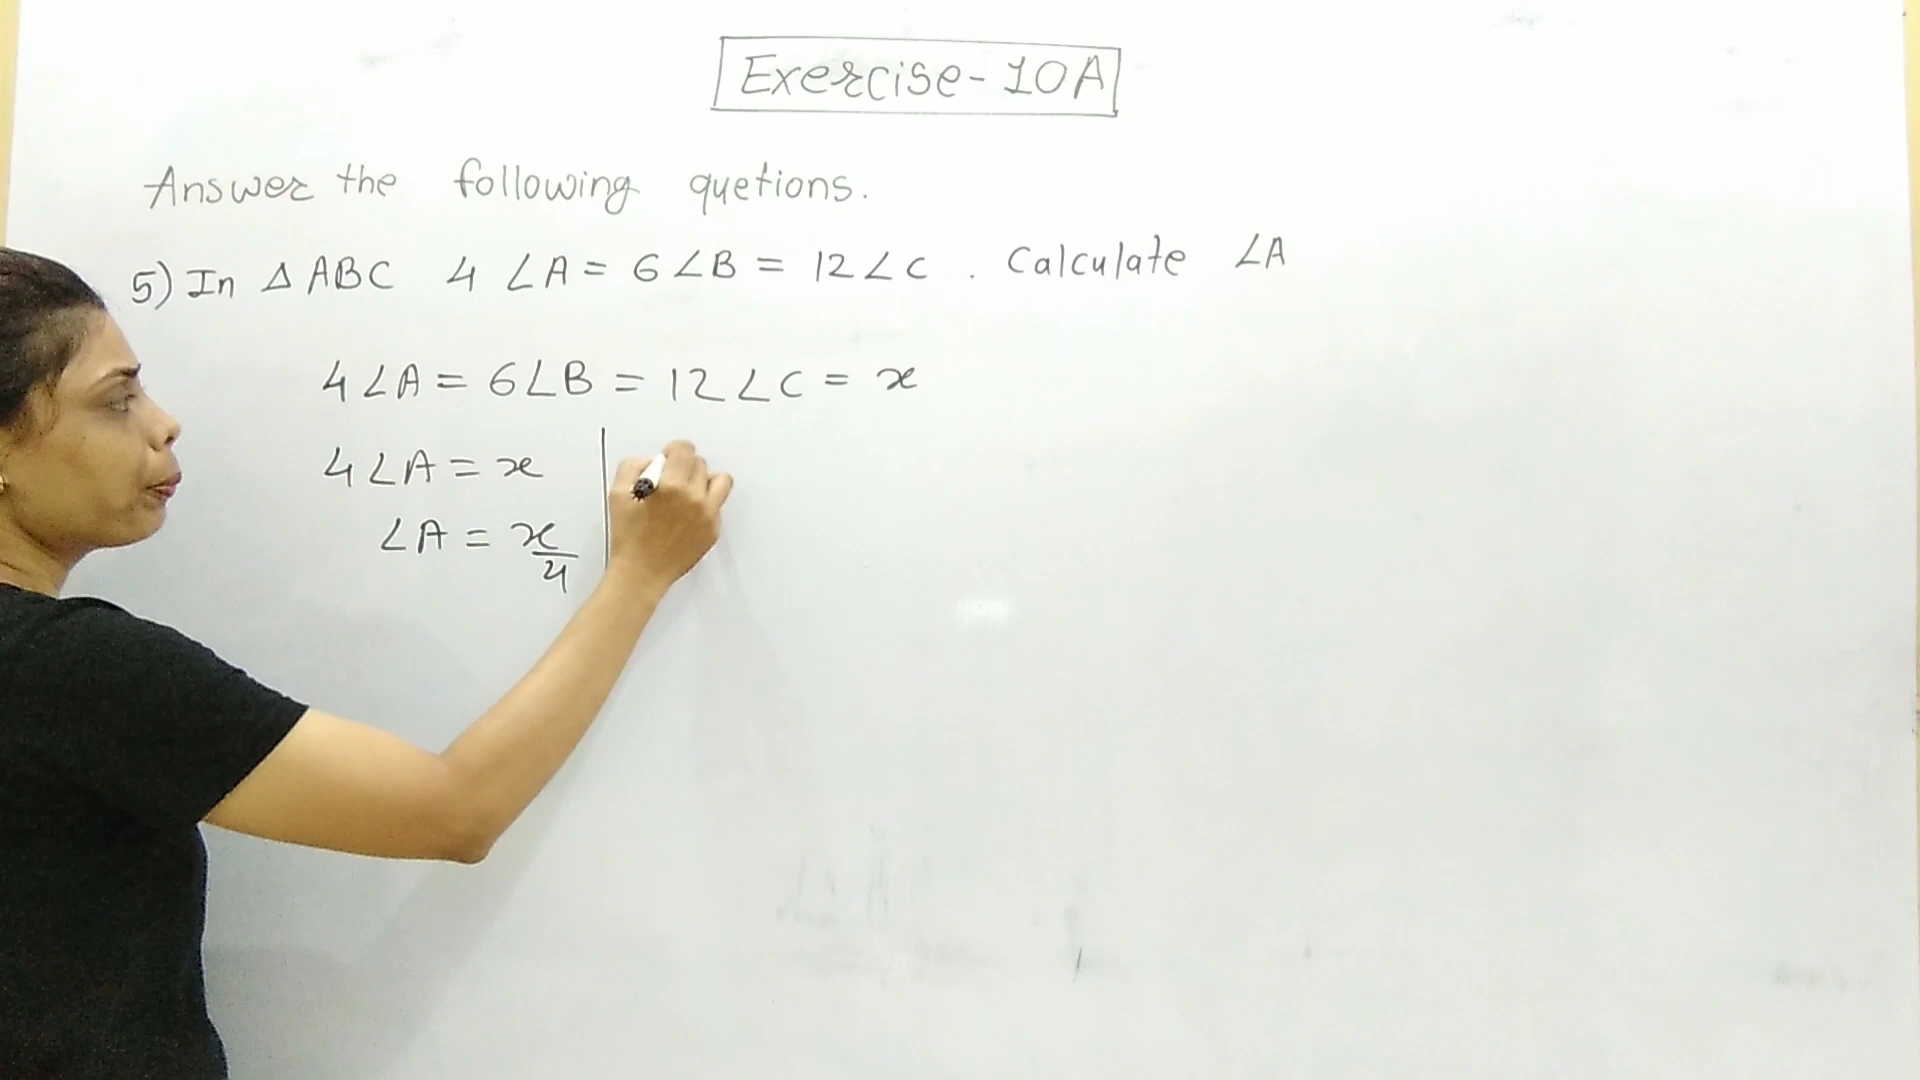 Exercise-10A
Answer the following quetions.
5) In △ ABC 4 ∠A = 6∠B = 12∠C . Calculate ∠A
4∠A = 6∠B = 12∠C = x
4∠A = x
∠A = x/4